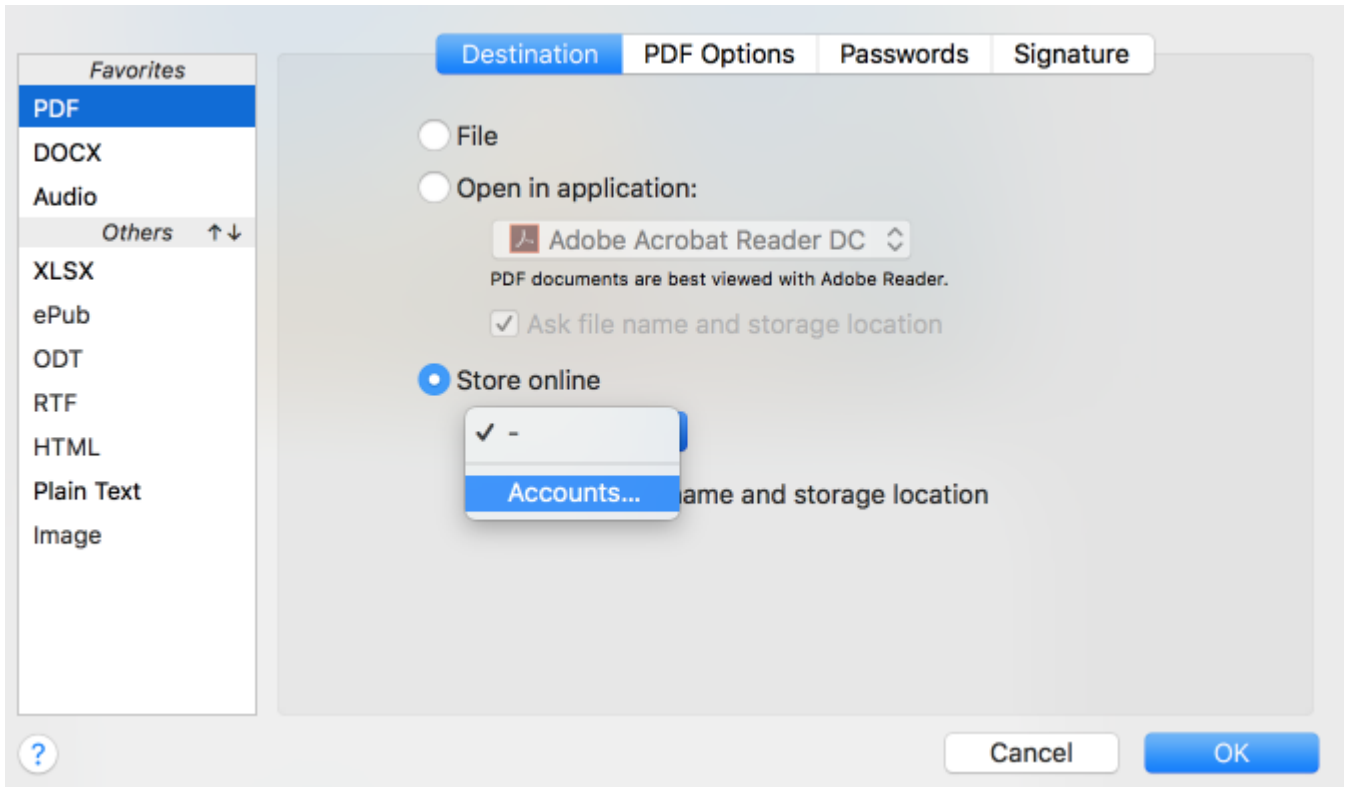 Destination PDF Options Passwords Signature
Favorites
PDF
DOCX
Audio
Others ↑↓
XLSX
ePub
ODT
RTF
HTML
Plain Text
Image
File
Open in application:
Adobe Acrobat Reader DC
PDF documents are best viewed with Adobe Reader.
✓ Ask file name and storage location
Store online
✓ -
Accounts...
name and storage location
? Cancel OK